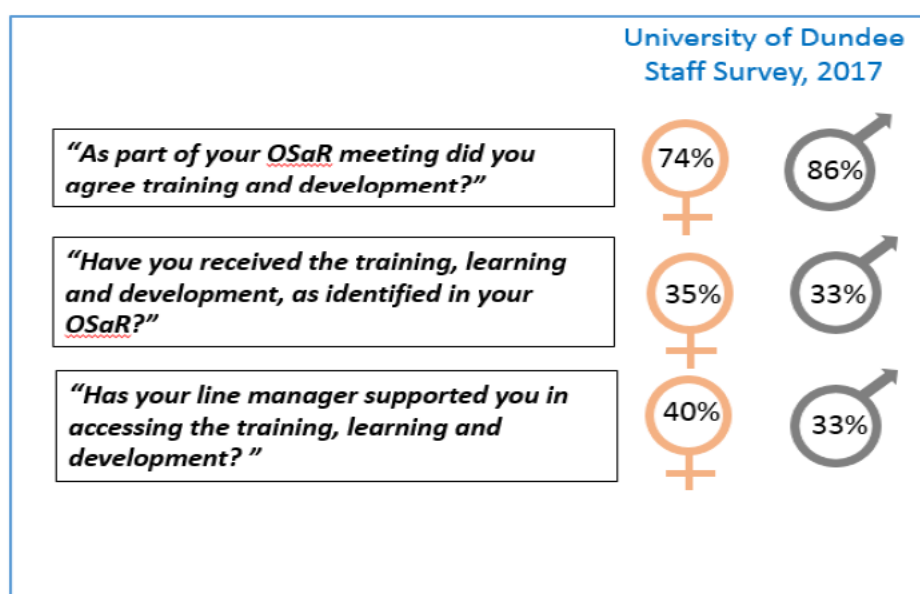 University of Dundee
Staff Survey, 2017
“As part of your OSaR meeting did you
agree training and development?”
74%
86%
“Have you received the training, learning
and development, as identified in your
OSaR?”
35%
33%
“Has your line manager supported you in
accessing the training, learning and
development? ”
40%
33%